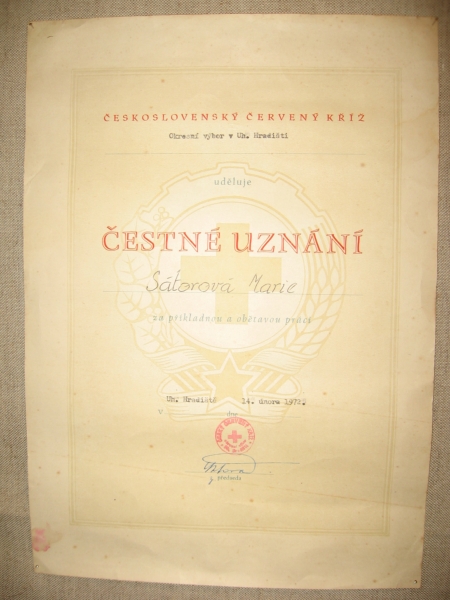 ČESKOSLOVENSKÝ ČERVENÝ KŘÍŽ
Okresní výbor v Uh. Hradišti
uděluje
ČESTNÉ UZNÁNÍ
Sátorová Marie
za příkladnou a obětavou práci
Uh. Hradiště 14. února 1972.
V dne
předseda